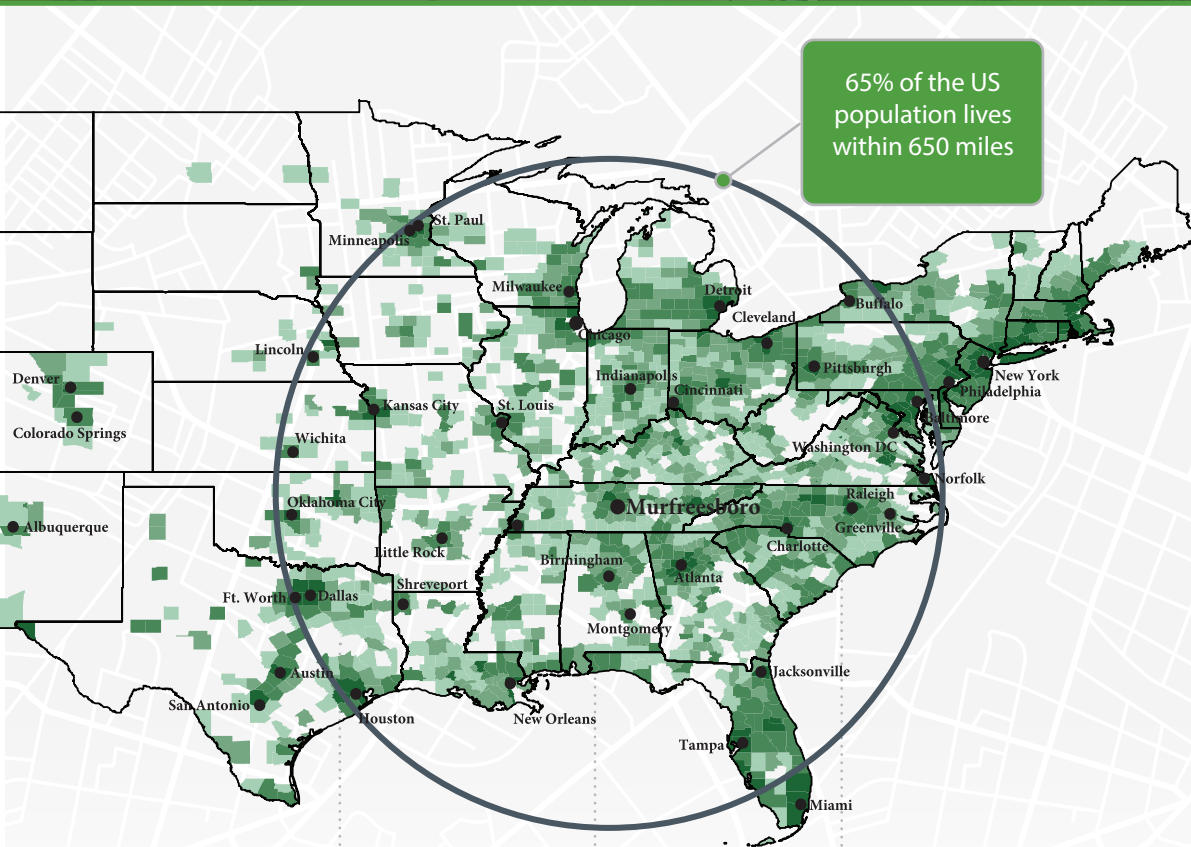 65% of the US
population lives
within 650 miles
St. Paul
Minneapolis
Milwaukee
Detroit
Buffalo
Cleveland
Chicago
Lincoln
Denver
Colorado Springs
Indianapolis
Cincinnati
Pittsburgh
New York
Philadelphia
Baltimore
Kansas City
St. Louis
Wichita
Washington DC
Norfolk
Oklahoma City
Murfreesboro
Raleigh
Greenville
Albuquerque
Little Rock
Charlotte
Birmingham
Atlanta
Shreveport
Ft. Worth
Dallas
Montgomery
Austin
Jacksonville
San Antonio
Houston
New Orleans
Tampa
Miami